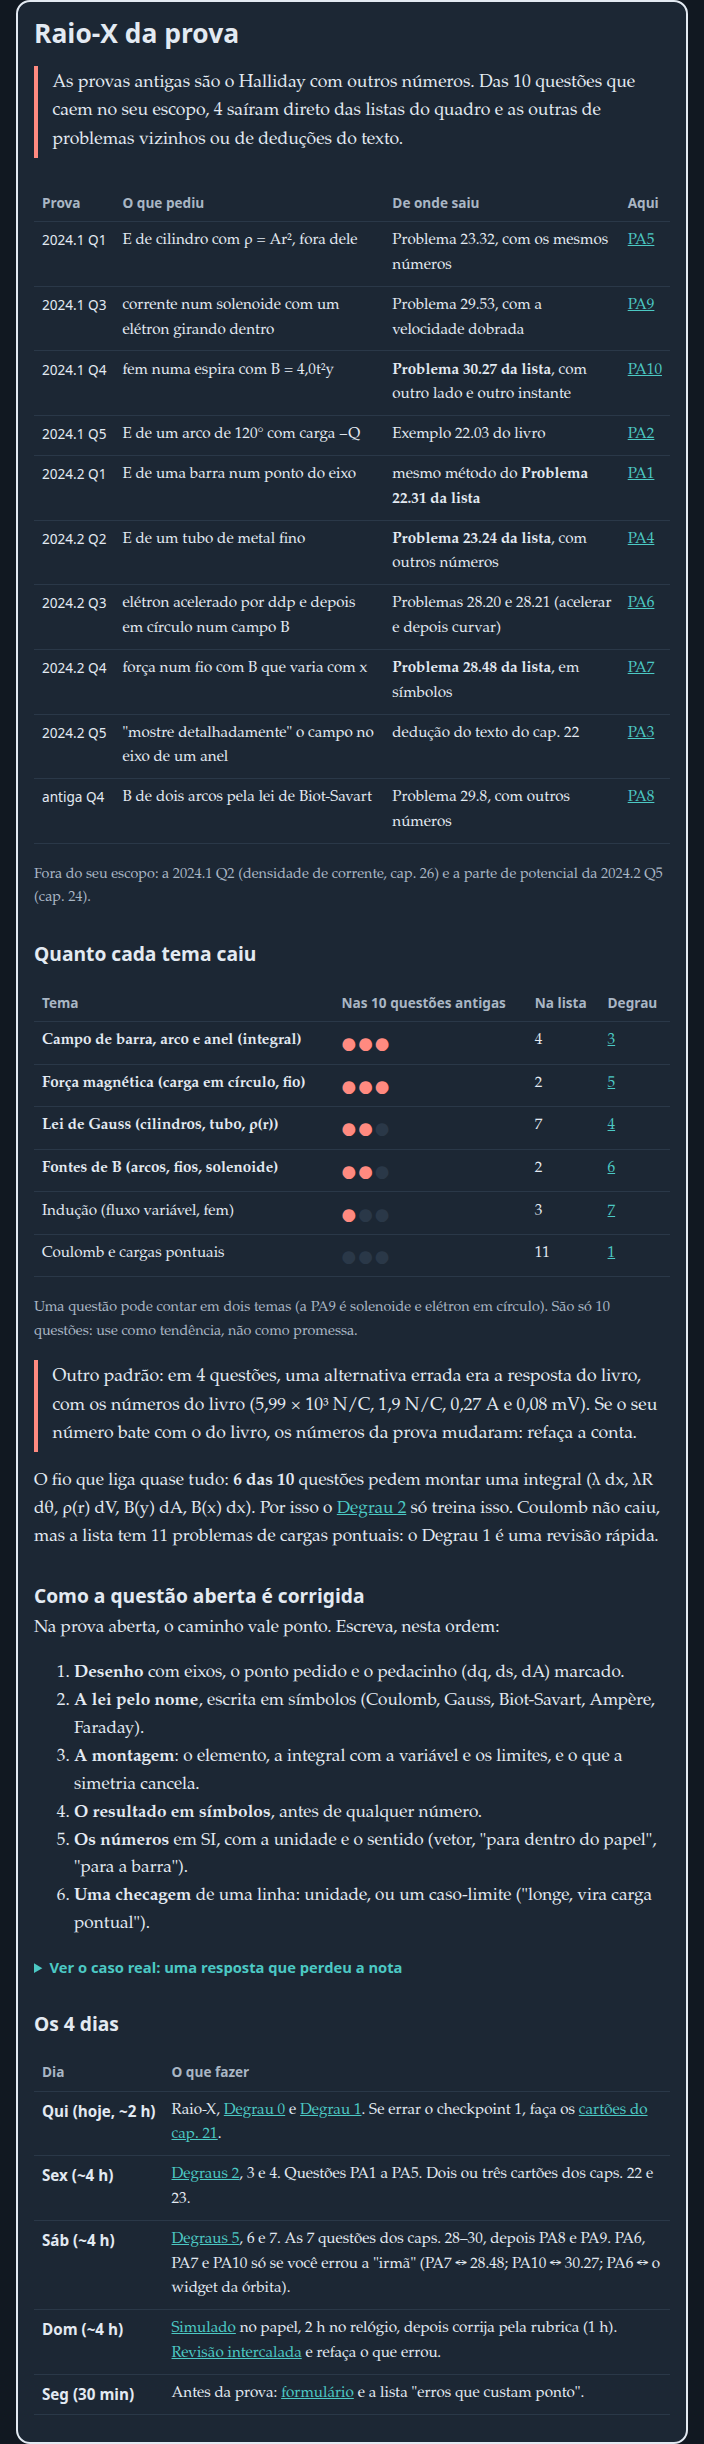 Raio-X da prova
As provas antigas são o Halliday com outros números. Das 10 questões que
caem no seu escopo, 4 saíram direto das listas do quadro e as outras de
problemas vizinhos ou de deduções do texto.
Prova O que pediu De onde saiu Aqui
2024.1 Q1 E de cilindro com ρ = Ar², fora dele Problema 23.32, com os mesmos PA5
números
2024.1 Q3 corrente num solenoide com um Problema 29.53, com a PA9
elétron girando dentro velocidade dobrada
2024.1 Q4 fem numa espira com B = 4,0t²y Problema 30.27 da lista, com PA10
outro lado e outro instante
2024.1 Q5 E de um arco de 120° com carga −Q Exemplo 22.03 do livro PA2
2024.2 Q1 E de uma barra num ponto do eixo mesmo método do Problema PA1
22.31 da lista
2024.2 Q2 E de um tubo de metal fino Problema 23.24 da lista, com PA4
outros números
2024.2 Q3 elétron acelerado por ddp e depois Problemas 28.20 e 28.21 (acelerar PA6
em círculo num campo B e depois curvar)
2024.2 Q4 força num fio com B que varia com x Problema 28.48 da lista, em PA7
símbolos
2024.2 Q5 "mostre detalhadamente" o campo no dedução do texto do cap. 22 PA3
eixo de um anel
antiga Q4 B de dois arcos pela lei de Biot-Savart Problema 29.8, com outros PA8
números
Fora do seu escopo: a 2024.1 Q2 (densidade de corrente, cap. 26) e a parte de potencial da 2024.2 Q5
(cap. 24).
Quanto cada tema caiu
Tema Nas 10 questões antigas Na lista Degrau
Campo de barra, arco e anel (integral) 4 3
Força magnética (carga em círculo, fio) 2 5
Lei de Gauss (cilindros, tubo, ρ(r)) 7 4
Fontes de B (arcos, fios, solenoide) 2 6
Indução (fluxo variável, fem) 3 7
Coulomb e cargas pontuais 11 1
Uma questão pode contar em dois temas (a PA9 é solenoide e elétron em círculo). São só 10
questões: use como tendência, não como promessa.
Outro padrão: em 4 questões, uma alternativa errada era a resposta do livro,
com os números do livro (5,99 × 10³ N/C, 1,9 N/C, 0,27 A e 0,08 mV). Se o seu
número bate com o do livro, os números da prova mudaram: refaça a conta.
O fio que liga quase tudo: 6 das 10 questões pedem montar uma integral (λ dx, λR
dθ, ρ(r) dV, B(y) dA, B(x) dx). Por isso o Degrau 2 só treina isso. Coulomb não caiu,
mas a lista tem 11 problemas de cargas pontuais: o Degrau 1 é uma revisão rápida.
Como a questão aberta é corrigida
Na prova aberta, o caminho vale ponto. Escreva, nesta ordem:
1. Desenho com eixos, o ponto pedido e o pedacinho (dq, ds, dA) marcado.
2. A lei pelo nome, escrita em símbolos (Coulomb, Gauss, Biot-Savart, Ampère,
Faraday).
3. A montagem: o elemento, a integral com a variável e os limites, e o que a
simetria cancela.
4. O resultado em símbolos, antes de qualquer número.
5. Os números em SI, com a unidade e o sentido (vetor, "para dentro do papel",
"para a barra").
6. Uma checagem de uma linha: unidade, ou um caso-limite ("longe, vira carga
pontual").
▶ Ver o caso real: uma resposta que perdeu a nota
Os 4 dias
Dia O que fazer
Qui (hoje, ~2 h) Raio-X, Degrau 0 e Degrau 1. Se errar o checkpoint 1, faça os cartões do
cap. 21.
Sex (~4 h) Degraus 2, 3 e 4. Questões PA1 a PA5. Dois ou três cartões dos caps. 22 e
23.
Sáb (~4 h) Degraus 5, 6 e 7. As 7 questões dos caps. 28–30, depois PA8 e PA9. PA6,
PA7 e PA10 só se você errou a "irmã" (PA7 ↔ 28.48; PA10 ↔ 30.27; PA6 ↔ o
widget da órbita).
Dom (~4 h) Simulado no papel, 2 h no relógio, depois corrija pela rubrica (1 h).
Revisão intercalada e refaça o que errou.
Seg (30 min) Antes da prova: formulário e a lista "erros que custam ponto".